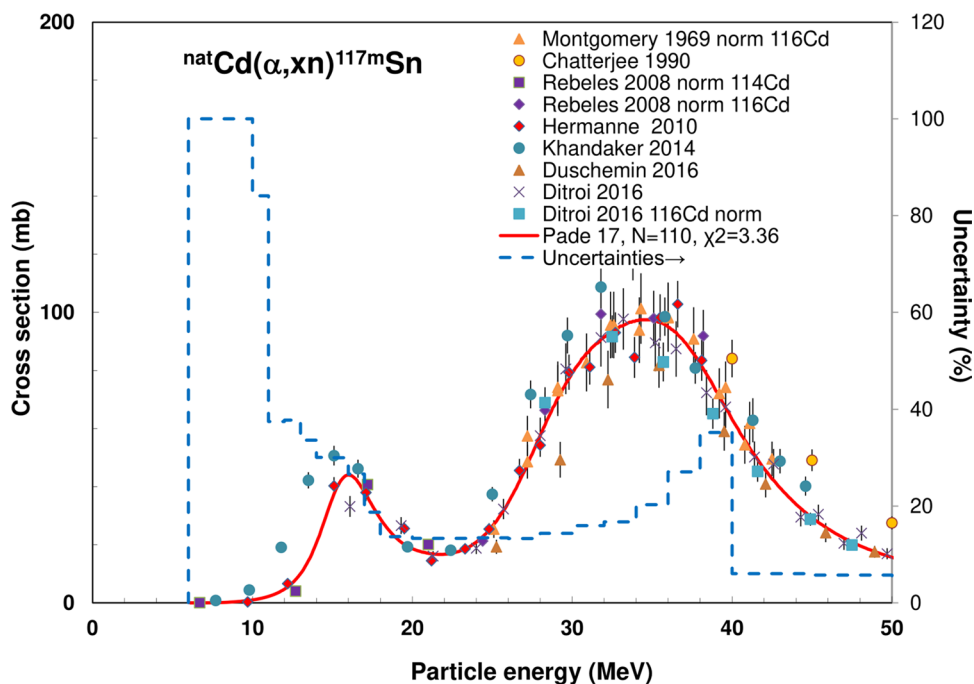 200
120
natCd(α,xn)117mSn
Montgomery 1969 norm 116Cd
Chatterjee 1990
Rebeles 2008 norm 114Cd
Rebeles 2008 norm 116Cd
Hermanne 2010
Khandaker 2014
Duschemin 2016
Ditroi 2016
Ditroi 2016 116Cd norm
Pade 17, N=110, χ2=3.36
Uncertainties→
100
80
60
40
20
0
Cross section (mb)
100
0
Uncertainty (%)
0
10
20
30
40
50
Particle energy (MeV)